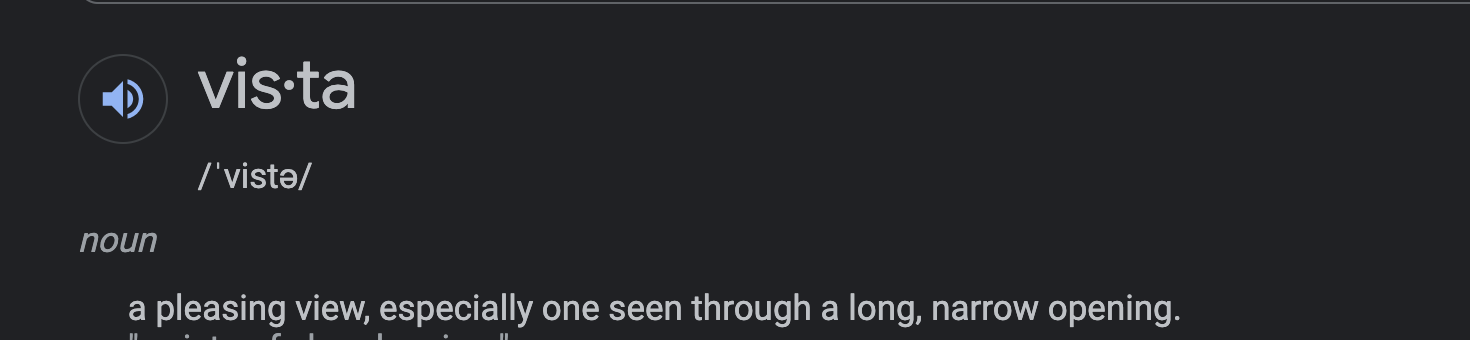 vis·ta
/ˈvistə/
noun
a pleasing view, especially one seen through a long, narrow opening.